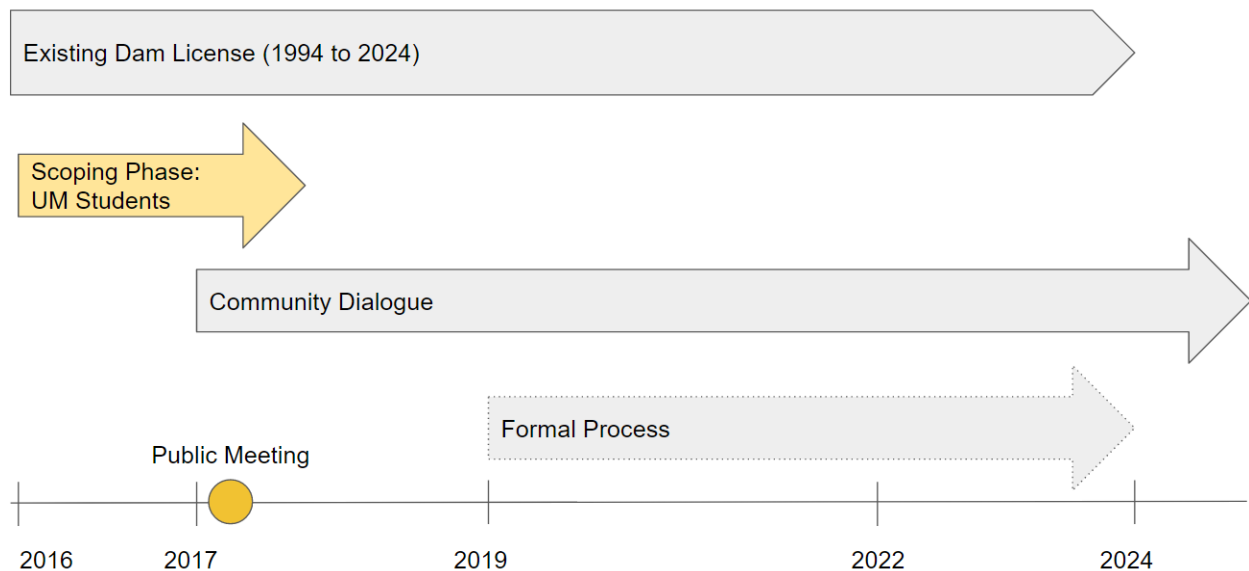 Existing Dam License (1994 to 2024)
Scoping Phase:
UM Students
Community Dialogue
Formal Process
Public Meeting
2016
2017
2019
2022
2024